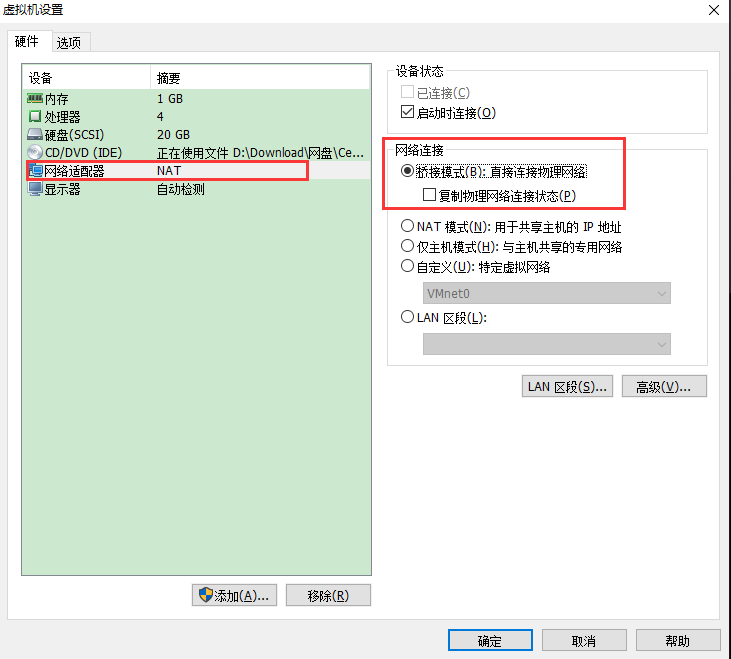 虚拟机设置
硬件 选项
设备 摘要
内存 1 GB
处理器 4
硬盘(SCSI) 20 GB
CD/DVD (IDE) 正在使用文件 D:\Download\网盘\Ce...
网络适配器 NAT
显示器 自动检测
添加(A)... 移除(R)
设备状态
已连接(C)
启动时连接(O)
网络连接
桥接模式(B): 直接连接物理网络
复制物理网络连接状态(P)
NAT 模式(N): 用于共享主机的 IP 地址
仅主机模式(H): 与主机共享的专用网络
自定义(U): 特定虚拟网络
VMnet0
LAN 区段(L):
LAN 区段(S)... 高级(V)...
确定 取消 帮助